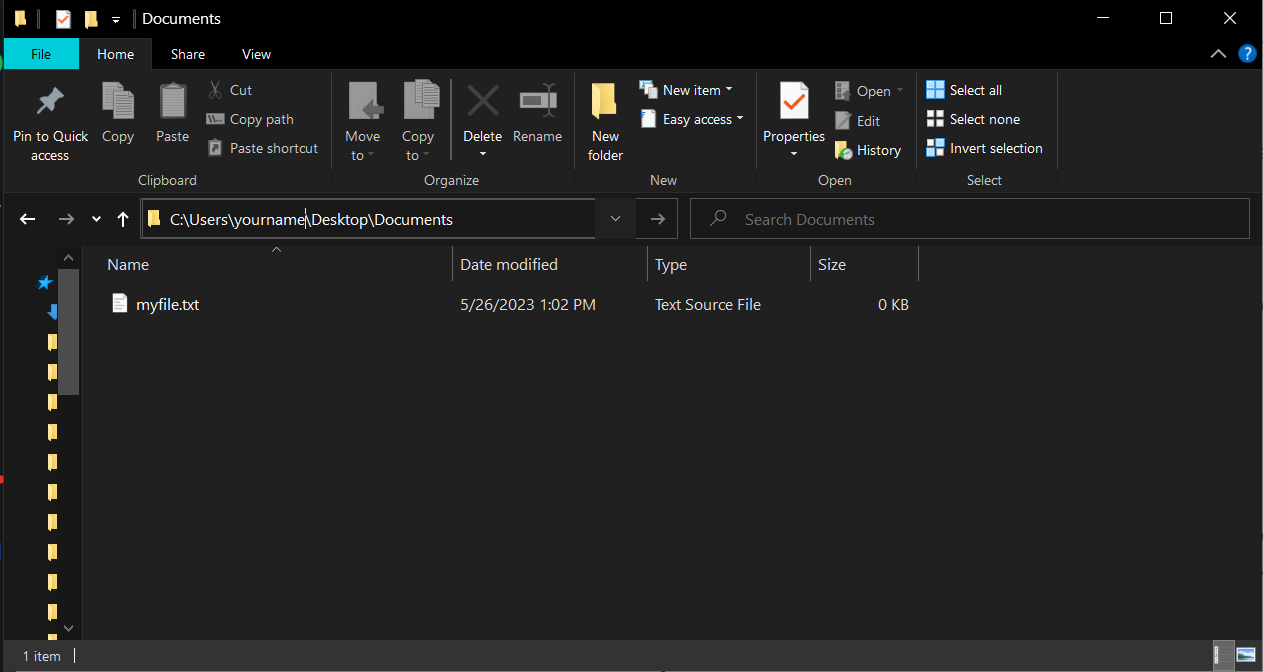 Documents
File Home Share View
Pin to Quick access
Copy
Paste
Cut
Copy path
Paste shortcut
Clipboard
Move to
Copy to
Delete
Rename
Organize
New folder
New item
Easy access
New
Properties
Open
Edit
History
Open
Select all
Select none
Invert selection
Select
C:\Users\yourname\Desktop\Documents
Search Documents
Name Date modified Type Size
myfile.txt 5/26/2023 1:02 PM Text Source File 0 KB
1 item